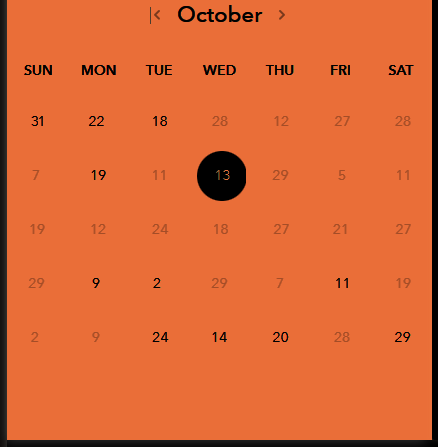 ‹ October ›
SUN MON TUE WED THU FRI SAT
31 22 18 28 12 27 28
7 19 11 13 29 5 11
19 12 24 18 27 21 27
29 9 2 29 7 11 19
2 9 24 14 20 28 29